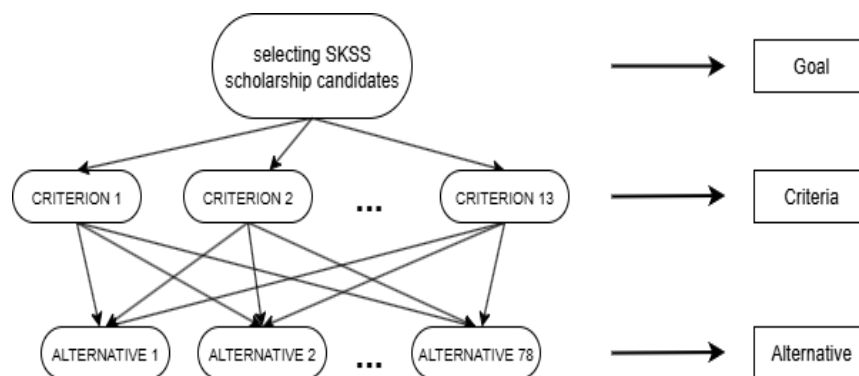 selecting SKSS
scholarship candidates
Goal
CRITERION 1
CRITERION 2
...
CRITERION 13
Criteria
ALTERNATIVE 1
ALTERNATIVE 2
...
ALTERNATIVE 78
Alternative